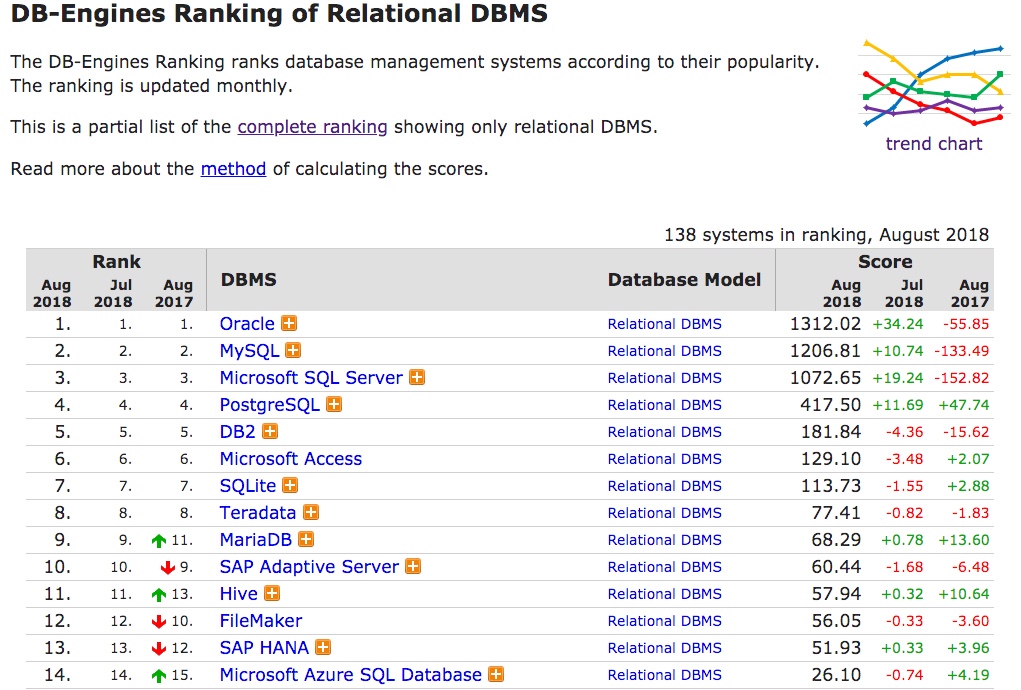 DB-Engines Ranking of Relational DBMS
The DB-Engines Ranking ranks database management systems according to their popularity.
The ranking is updated monthly.
This is a partial list of the complete ranking showing only relational DBMS.
trend chart
Read more about the method of calculating the scores.
138 systems in ranking, August 2018
Rank DBMS Database Model Score
Aug 2018 Jul 2018 Aug 2017 Aug 2018 Jul 2018 Aug 2017
1. 1. 1. Oracle Relational DBMS 1312.02 +34.24 -55.85
2. 2. 2. MySQL Relational DBMS 1206.81 +10.74 -133.49
3. 3. 3. Microsoft SQL Server Relational DBMS 1072.65 +19.24 -152.82
4. 4. 4. PostgreSQL Relational DBMS 417.50 +11.69 +47.74
5. 5. 5. DB2 Relational DBMS 181.84 -4.36 -15.62
6. 6. 6. Microsoft Access Relational DBMS 129.10 -3.48 +2.07
7. 7. 7. SQLite Relational DBMS 113.73 -1.55 +2.88
8. 8. 8. Teradata Relational DBMS 77.41 -0.82 -1.83
9. 9. 11. MariaDB Relational DBMS 68.29 +0.78 +13.60
10. 10. 9. SAP Adaptive Server Relational DBMS 60.44 -1.68 -6.48
11. 11. 13. Hive Relational DBMS 57.94 +0.32 +10.64
12. 12. 10. FileMaker Relational DBMS 56.05 -0.33 -3.60
13. 13. 12. SAP HANA Relational DBMS 51.93 +0.33 +3.96
14. 14. 15. Microsoft Azure SQL Database Relational DBMS 26.10 -0.74 +4.19